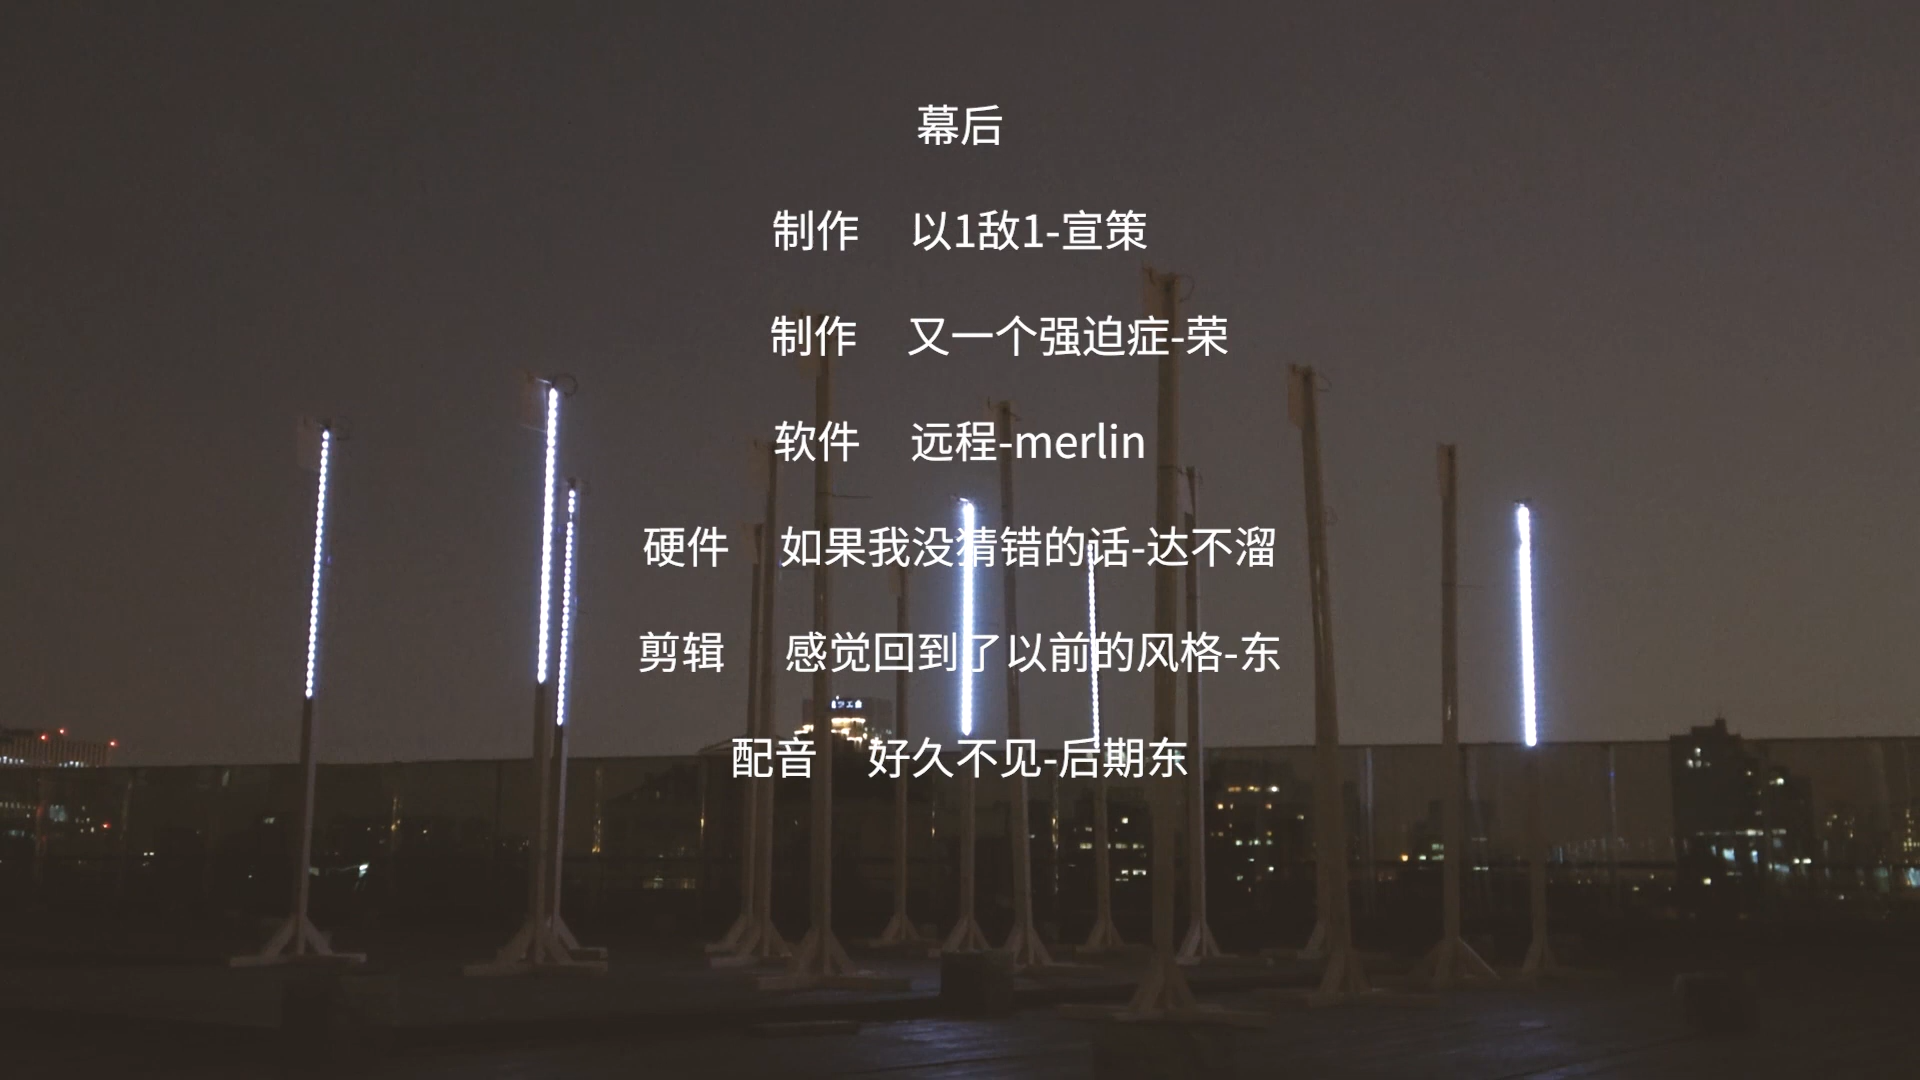 幕后
制作 以1敌1-宣策
制作 又一个强迫症-荣
软件 远程-merlin
硬件 如果我没猜错的话-达不溜
剪辑 感觉回到了以前的风格-东
配音 好久不见-后期东